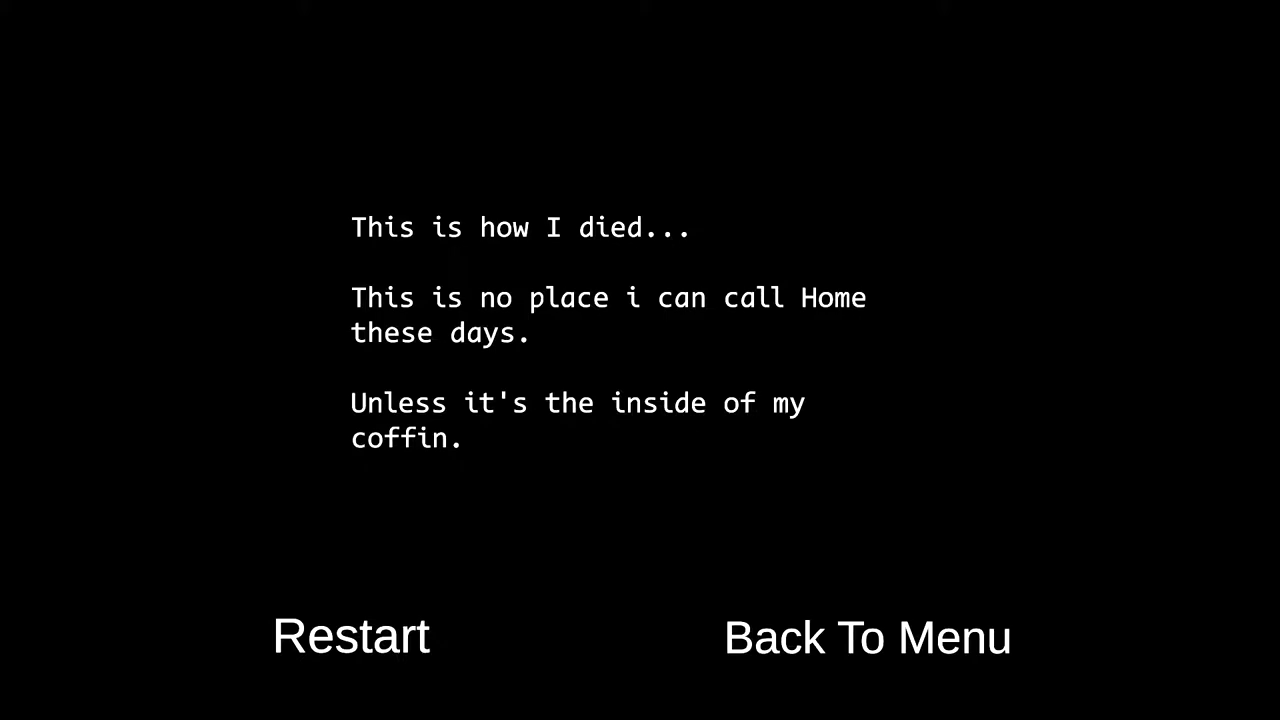 This is how I died...
This is no place i can call Home
these days.
Unless it's the inside of my
coffin.
Restart
Back To Menu